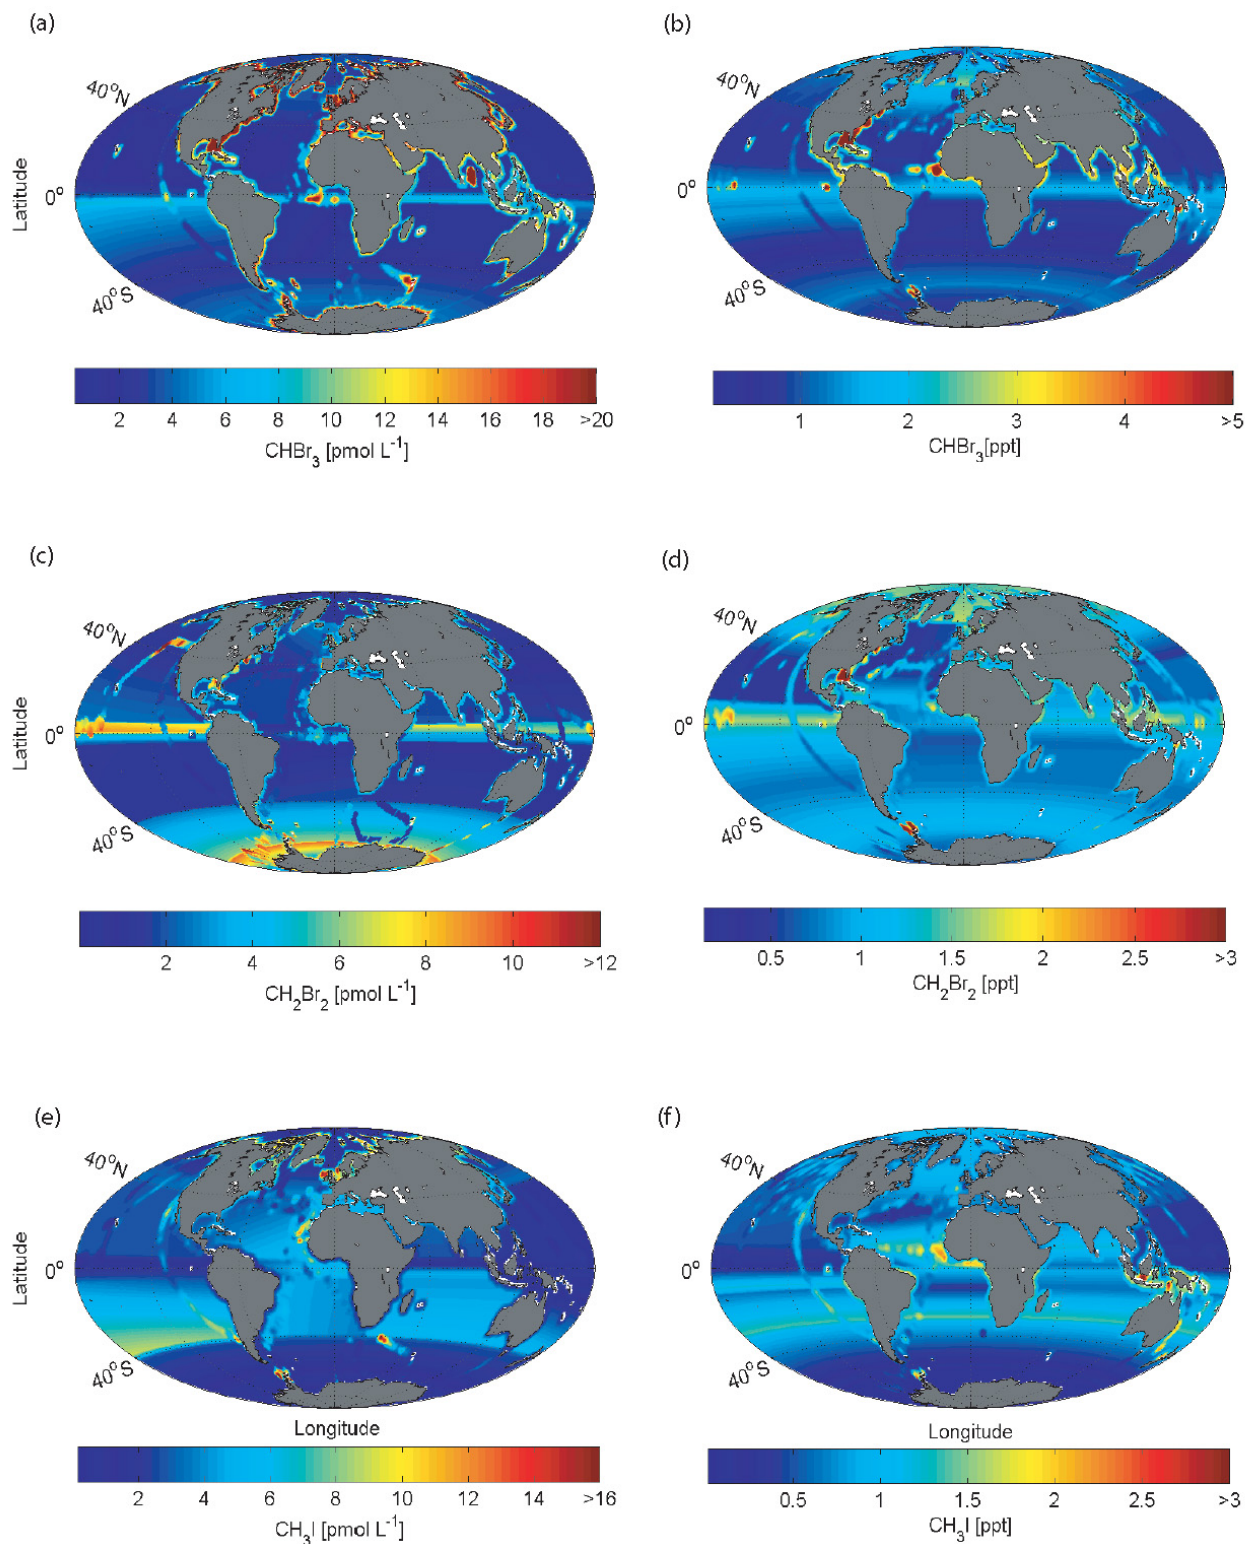 (a)
(b)
40°N
40°N
Latitude
0°
0°
40°S
40°S
2 4 6 8 10 12 14 16 18 >20
1 2 3 4 >5
CHBr₃ [pmol L⁻¹]
CHBr₃[ppt]
(c)
(d)
40°N
40°N
Latitude
0°
0°
40°S
40°S
2 4 6 8 10 >12
0.5 1 1.5 2 2.5 >3
CH₂Br₂ [pmol L⁻¹]
CH₂Br₂ [ppt]
(e)
(f)
40°N
40°N
Latitude
0°
0°
40°S
40°S
Longitude
Longitude
2 4 6 8 10 12 14 >16
0.5 1 1.5 2 2.5 >3
CH₃I [pmol L⁻¹]
CH₃I [ppt]